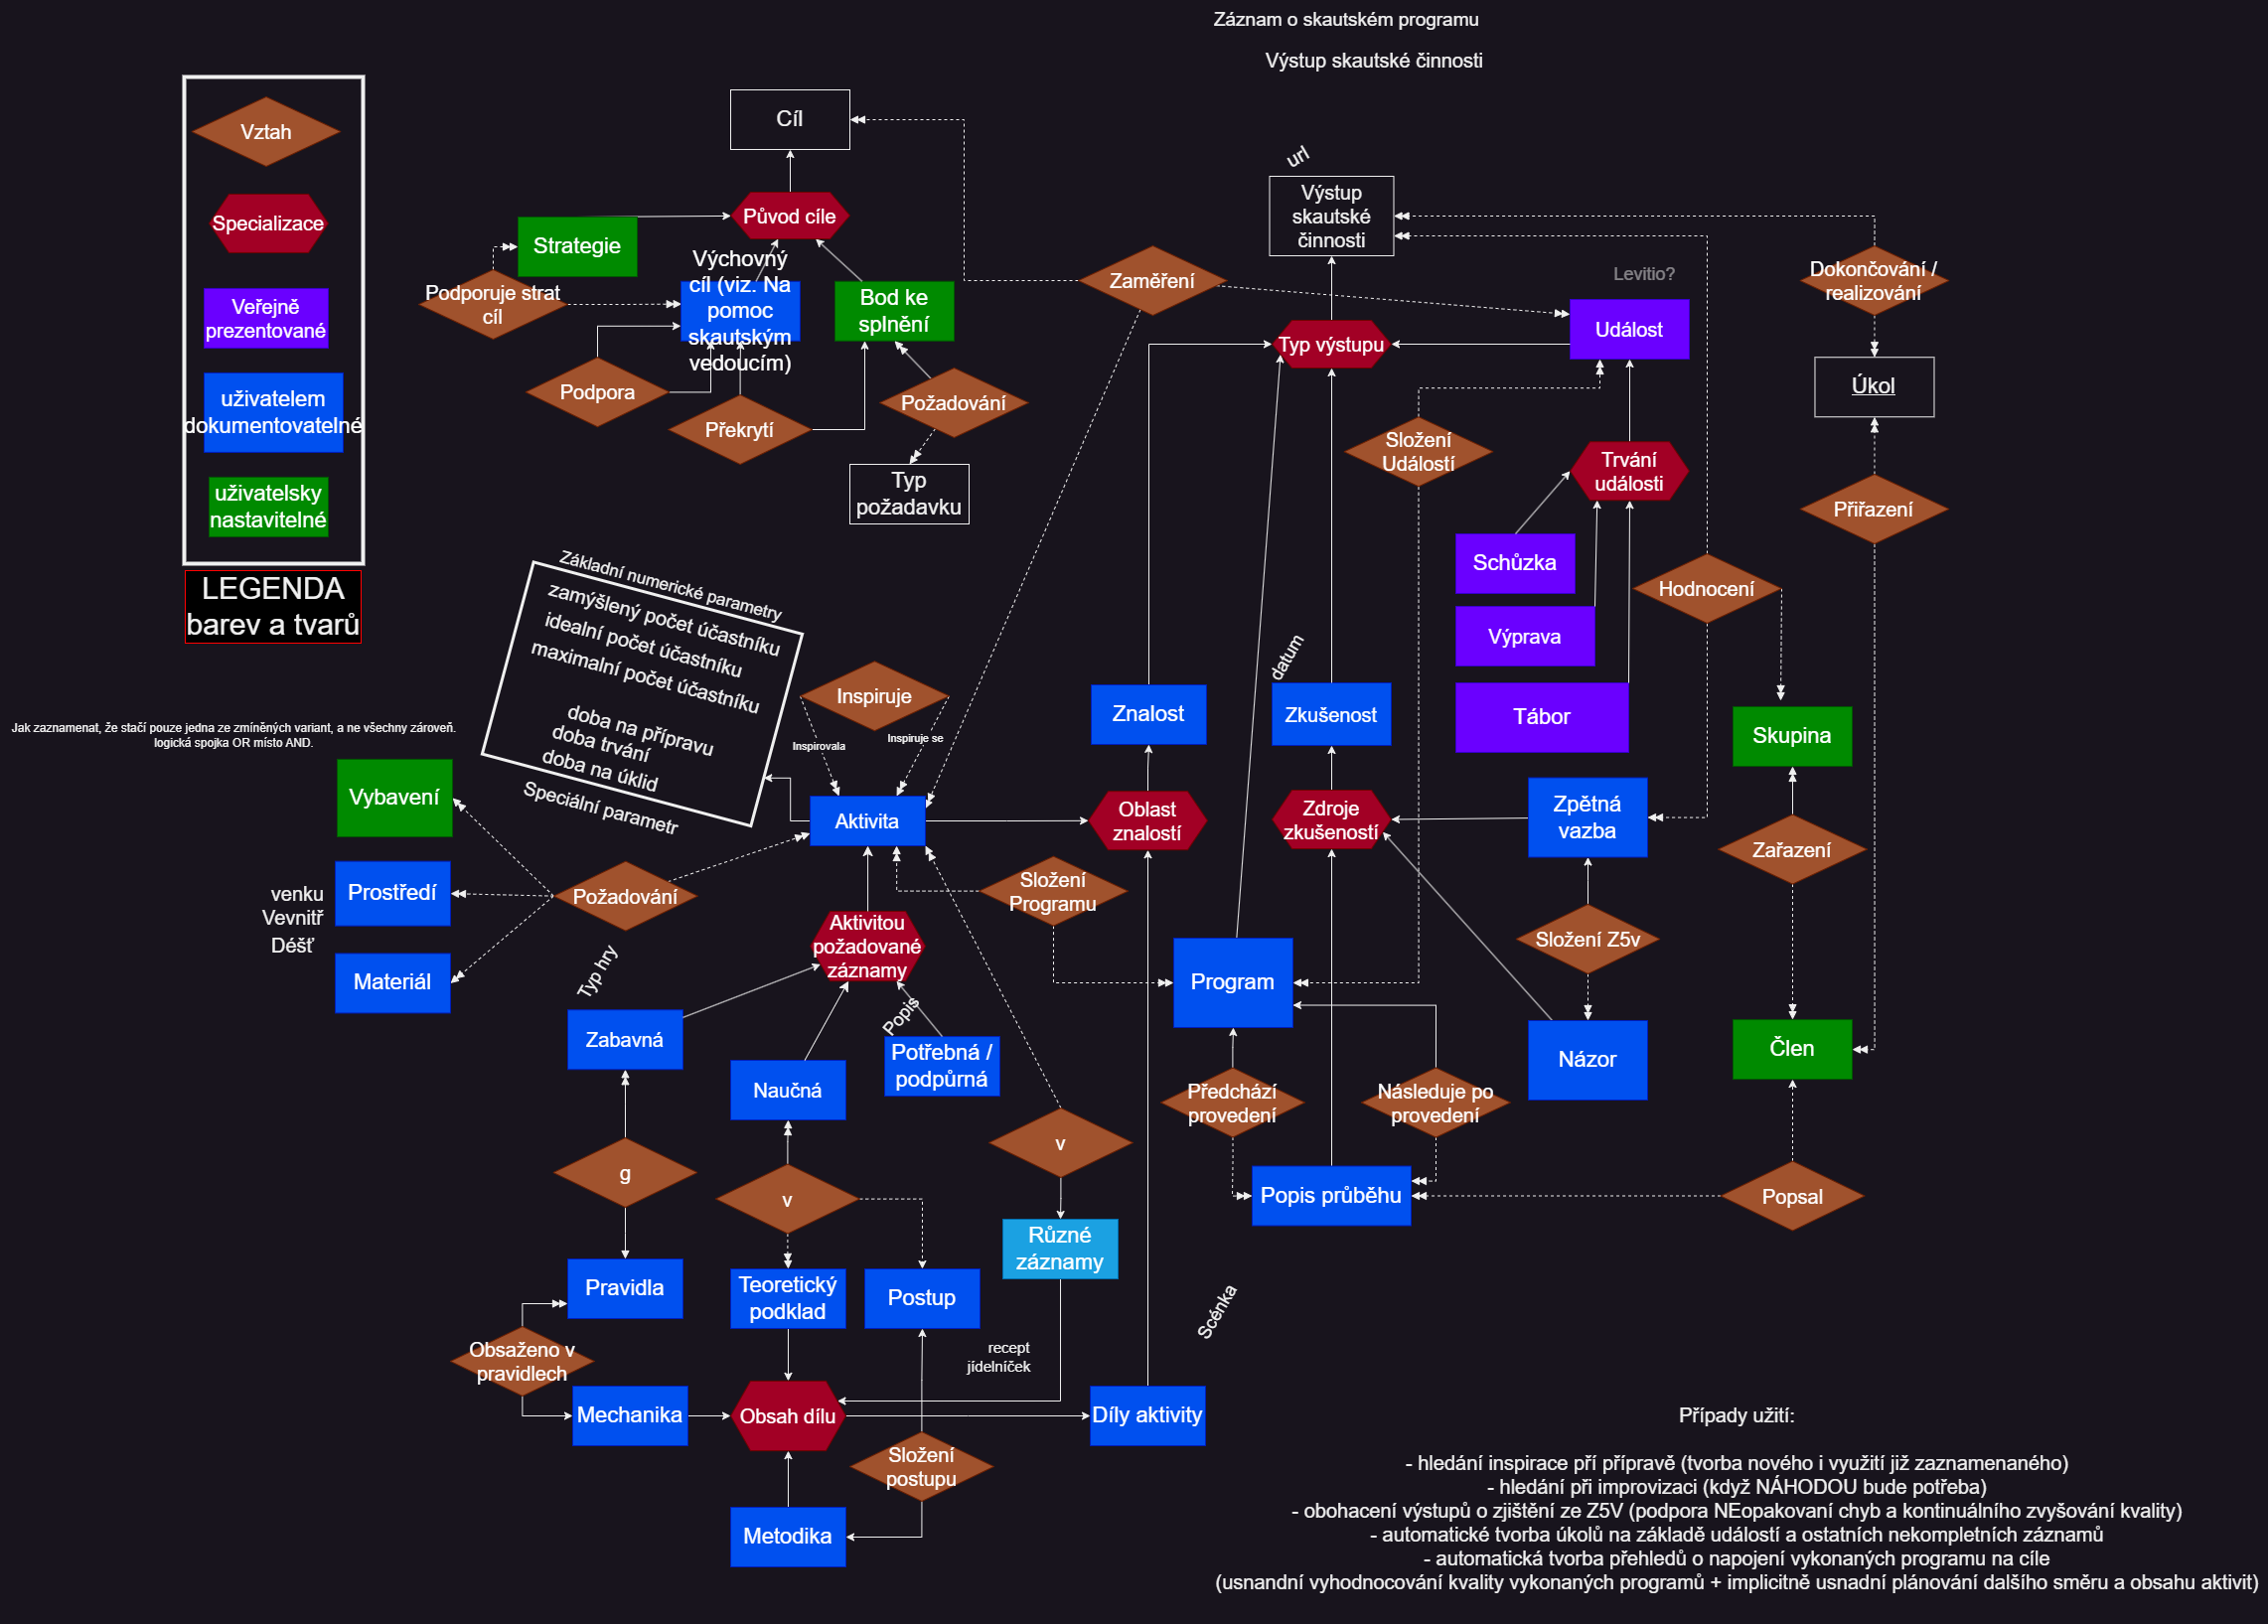 Záznam o skautském programu
Výstup skautské činnosti
Vztah
Specializace
Veřejně
prezentované
uživatelem
dokumentovatelné
uživatelsky
nastavitelné
LEGENDA
barev a tvarů
Cíl
Původ cíle
Strategie
Podporuje strat
cíl
Výchovný
cíl (viz. Na
pomoc
skautským
vedoucím)
Bod ke
splnění
Podpora
Překrytí
Požadování
Typ
požadavku
Zaměření
url
Výstup
skautské
činnosti
Typ výstupu
Levitio?
Událost
Dokončování /
realizování
Úkol
Složení
Událostí
Trvání
události
Přiřazení
Schůzka
Výprava
Tábor
Hodnocení
Skupina
Základní numerické parametry
zamýšlený počet účastníku
idealní počet účastníku
maximalní počet účastníku
doba na přípravu
doba trvání
doba na úklid
Speciální parametr
Inspiruje
Inspirovala
Inspiruje se
Jak zaznamenat, že stačí pouze jedna ze zmíněných variant, a ne všechny zároveň.
logická spojka OR místo AND.
Vybavení
Prostředí
venku
Vevnitř
Déšť
Materiál
Požadování
Aktivita
Znalost
datum
Zkušenost
Oblast
znalostí
Zdroje
zkušeností
Zpětná
vazba
Zařazení
Složení
Programu
Aktivitou
požadované
záznamy
Typ hry
Zabavná
Popis
Naučná
Potřebná /
podpůrná
Program
Složení Z5v
Názor
Člen
Předchází
provedení
Následuje po
provedení
Popis průběhu
Popsal
g
v
v
Různé
záznamy
Pravidla
Teoretický
podklad
Postup
Obsaženo v
pravidlech
recept
jídelníček
Scénka
Mechanika
Obsah dílu
Díly aktivity
Složení
postupu
Metodika
Případy užití:
- hledání inspirace pří přípravě (tvorba nového i využití již zaznamenaného)
- hledání při improvizaci (když NÁHODOU bude potřeba)
- obohacení výstupů o zjištění ze Z5V (podpora NEopakovaní chyb a kontinuálního zvyšování kvality)
- automatické tvorba úkolů na základě událostí a ostatních nekompletních záznamů
- automatická tvorba přehledů o napojení vykonaných programu na cíle
(usnandní vyhodnocování kvality vykonaných programů + implicitně usnadní plánování dalšího směru a obsahu aktivit)